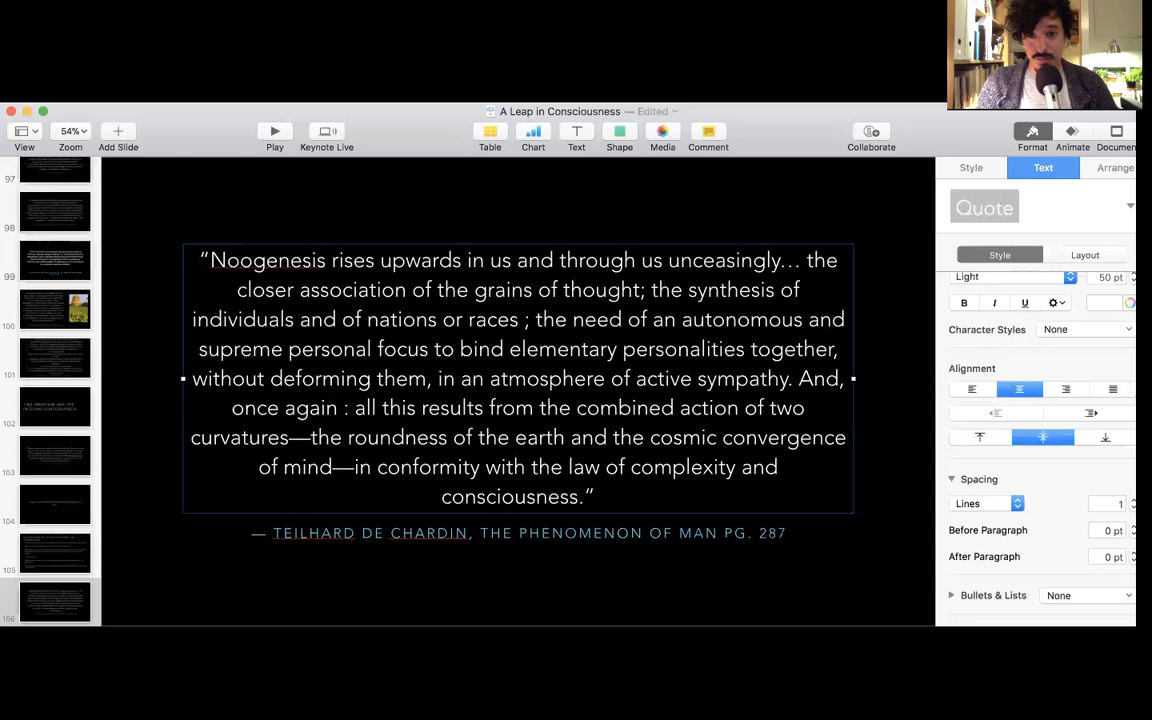 A Leap in Consciousness — Edited
54%
View
Zoom
Add Slide
Play
Keynote Live
Table
Chart
Text
Shape
Media
Comment
Collaborate
Format
Animate
Documen
97
98
99
100
101
102
103
104
105
106
“Noogenesis rises upwards in us and through us unceasingly… the
closer association of the grains of thought; the synthesis of
individuals and of nations or races ; the need of an autonomous and
supreme personal focus to bind elementary personalities together,
without deforming them, in an atmosphere of active sympathy. And,
once again : all this results from the combined action of two
curvatures—the roundness of the earth and the cosmic convergence
of mind—in conformity with the law of complexity and
consciousness.”
— TEILHARD DE CHARDIN, THE PHENOMENON OF MAN PG. 287
Style Text Arrange
Quote
Style Layout
Light 50 pt
B I U
Character Styles None
Alignment
Spacing
Lines 1
Before Paragraph 0 pt
After Paragraph 0 pt
Bullets & Lists None